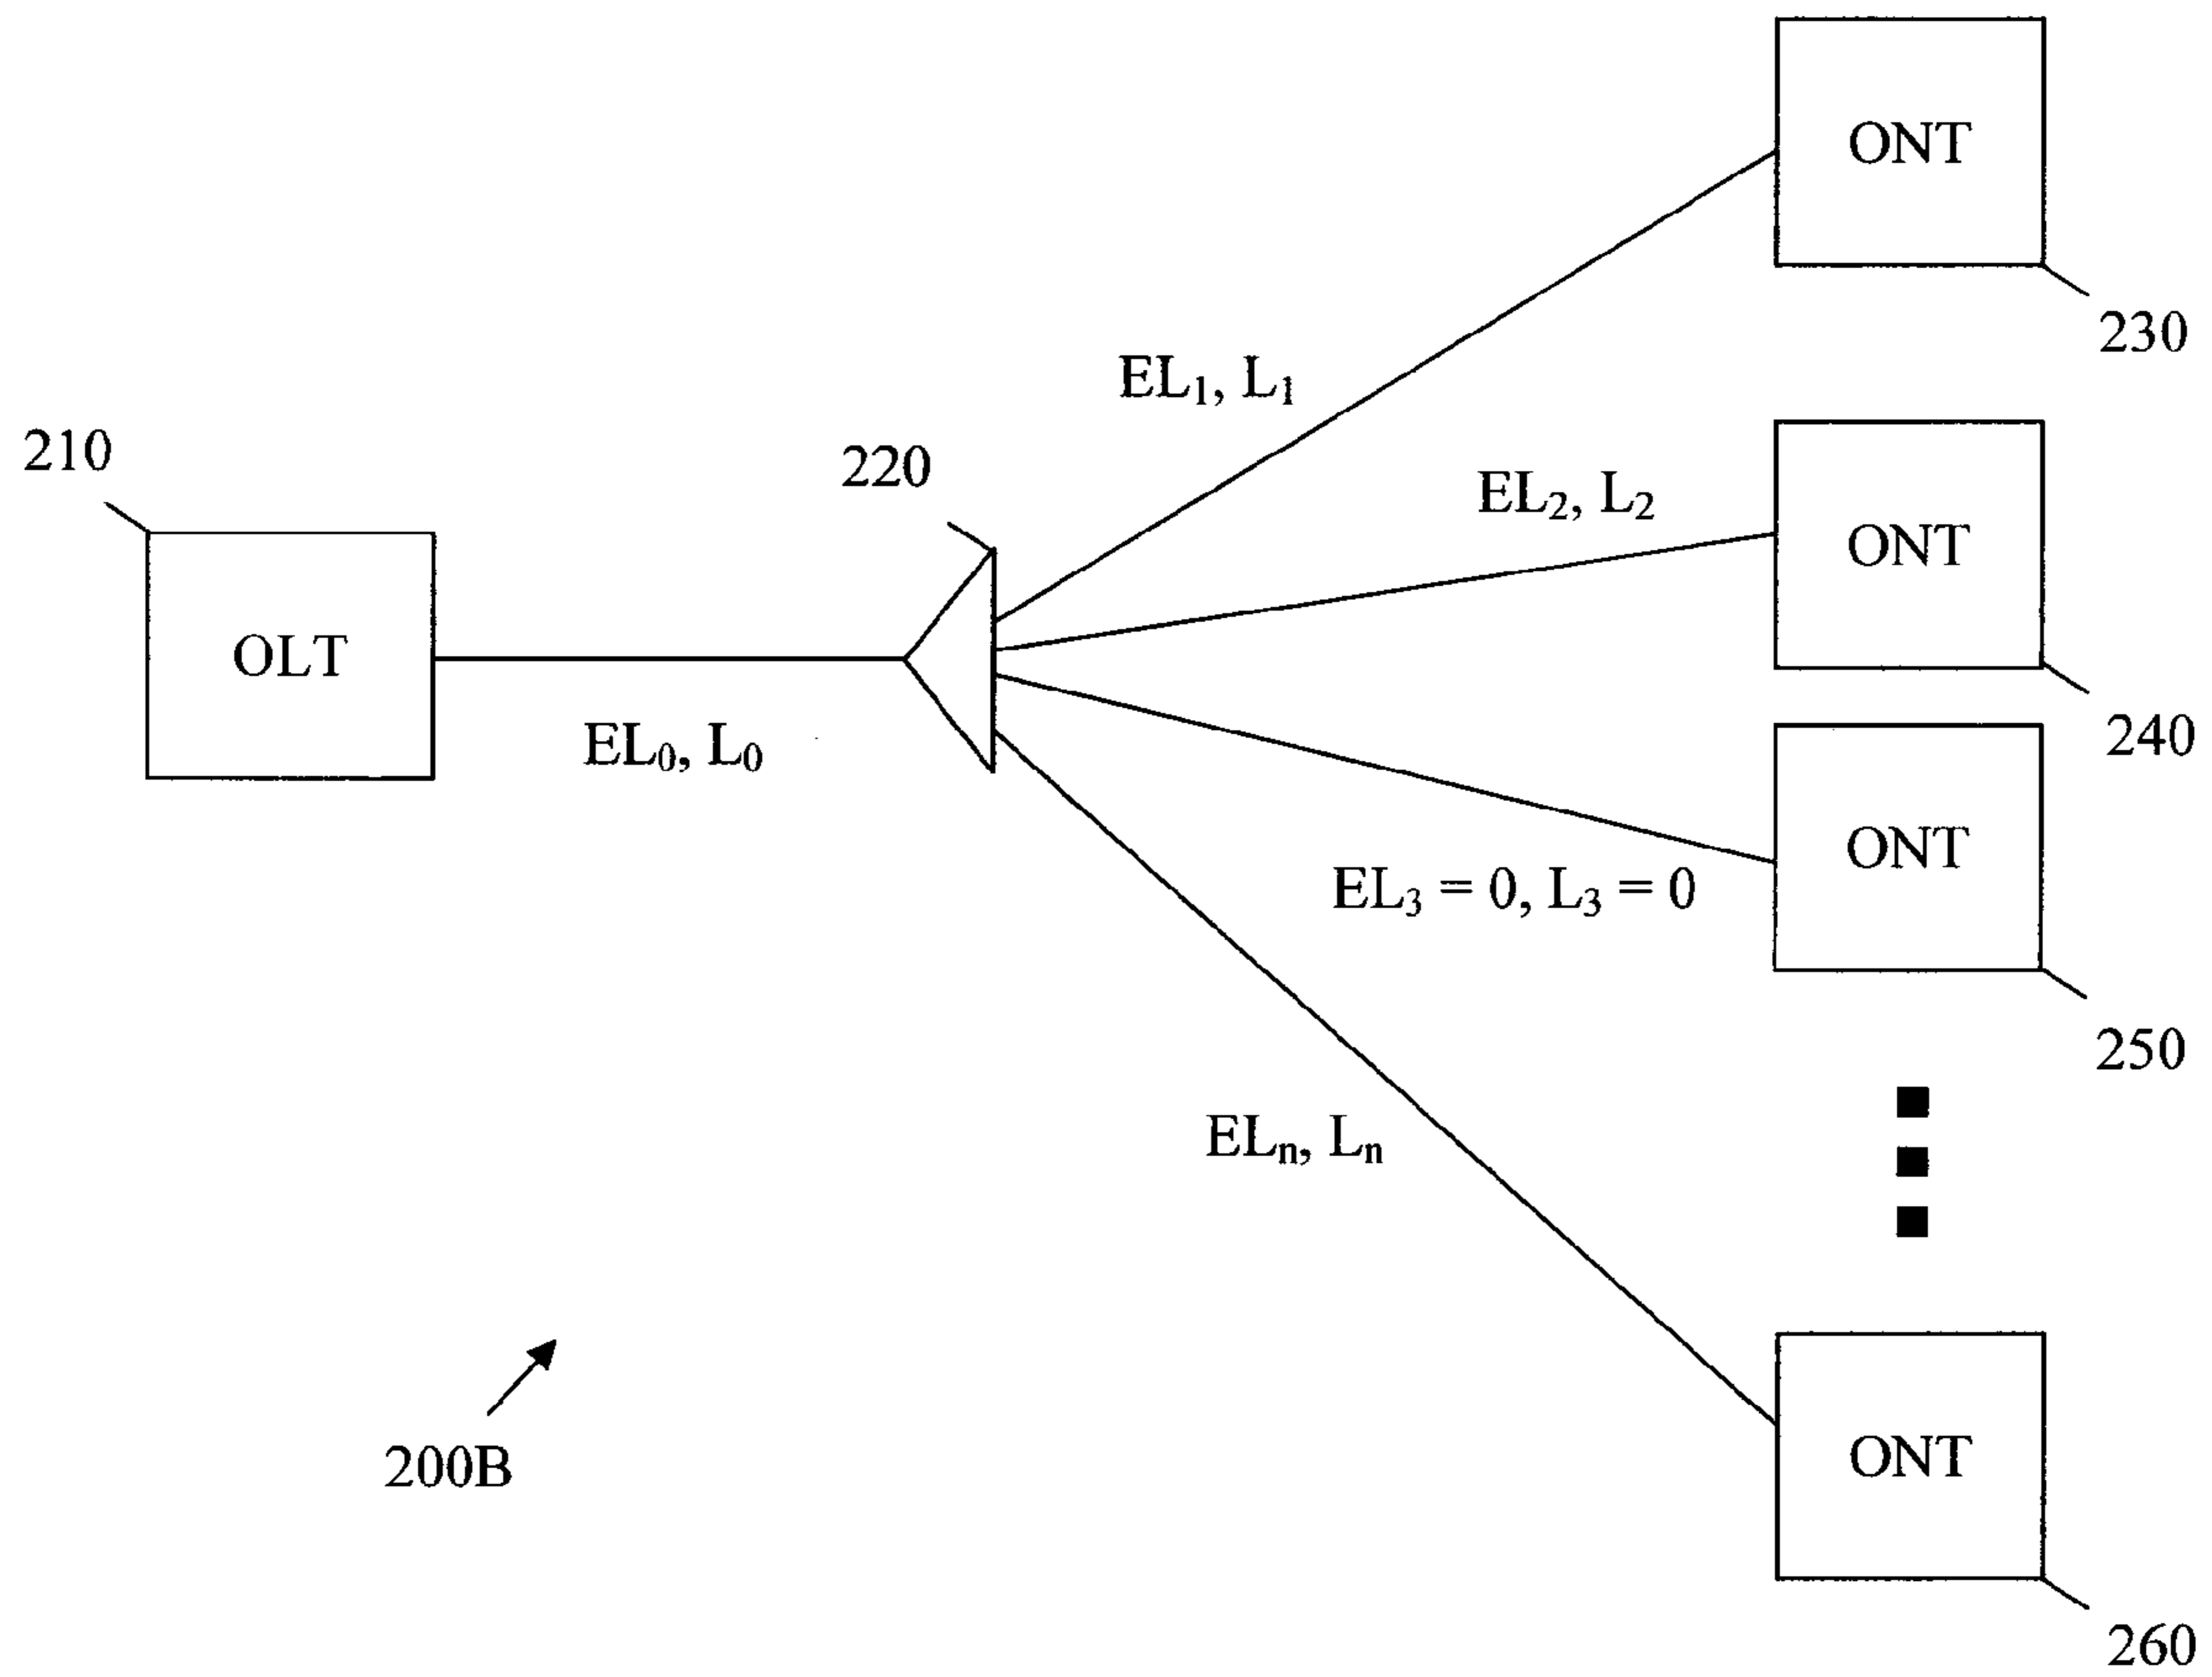 ONT
230
EL₁, L₁
210
220
EL₂, L₂
ONT
OLT
240
EL₀, L₀
ONT
EL₃ = 0, L₃ = 0
250
ELₙ, Lₙ
200B
ONT
260